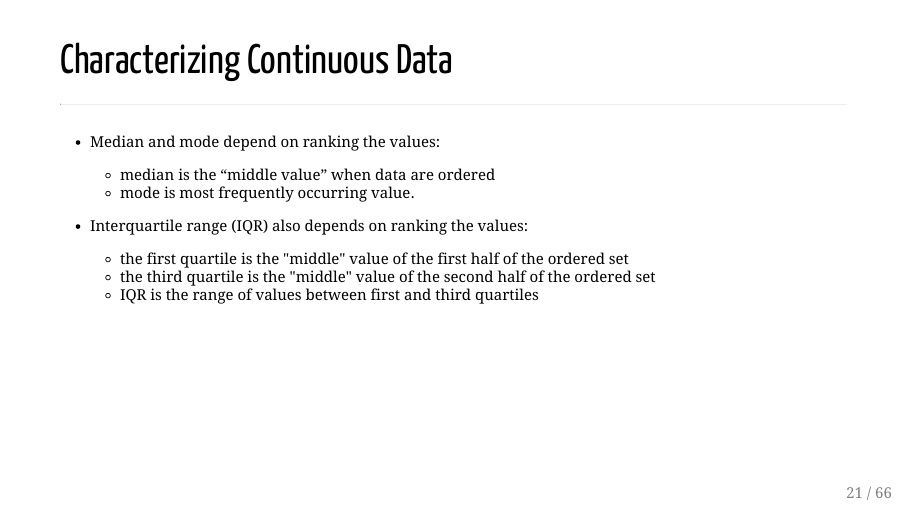 Characterizing Continuous Data
• Median and mode depend on ranking the values:
◦ median is the “middle value” when data are ordered
◦ mode is most frequently occurring value.
• Interquartile range (IQR) also depends on ranking the values:
◦ the first quartile is the "middle" value of the first half of the ordered set
◦ the third quartile is the "middle" value of the second half of the ordered set
◦ IQR is the range of values between first and third quartiles
21 / 66